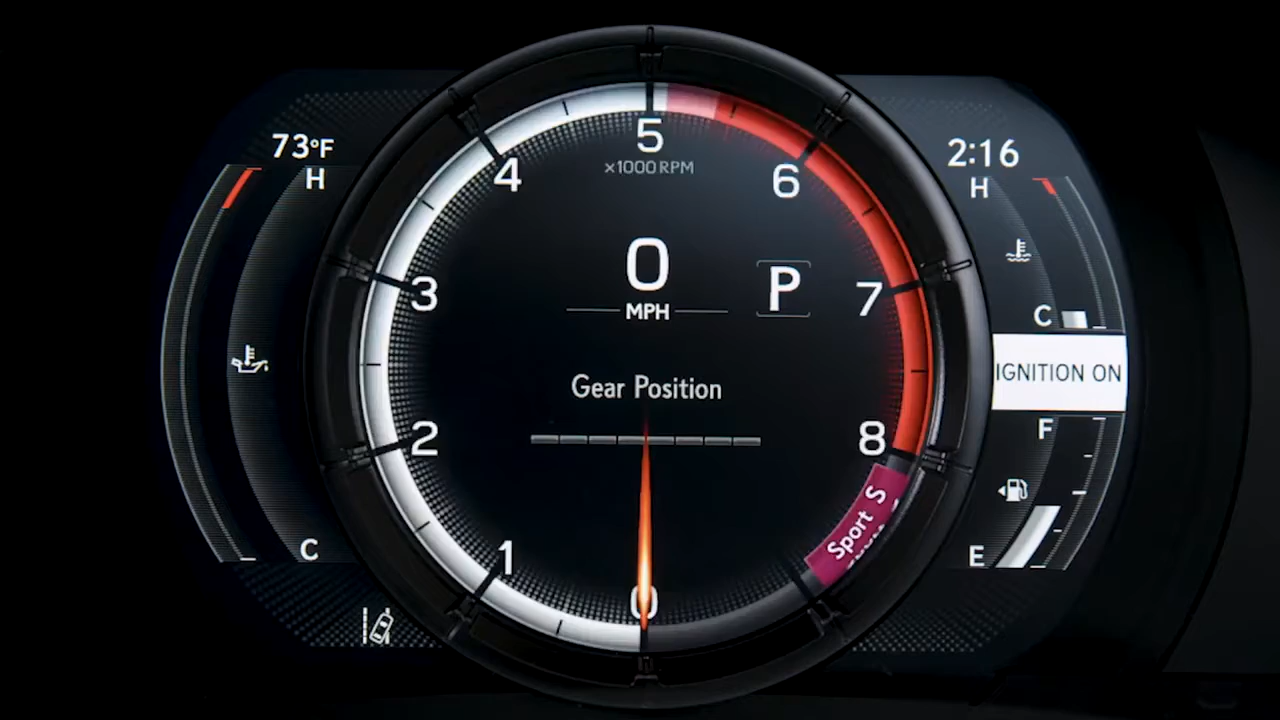 73°F
H
C
5
×1000 RPM
4
6
3
7
2
8
1
0
0
MPH
P
Gear Position
Sport S
2:16
H
C
IGNITION ON
F
E